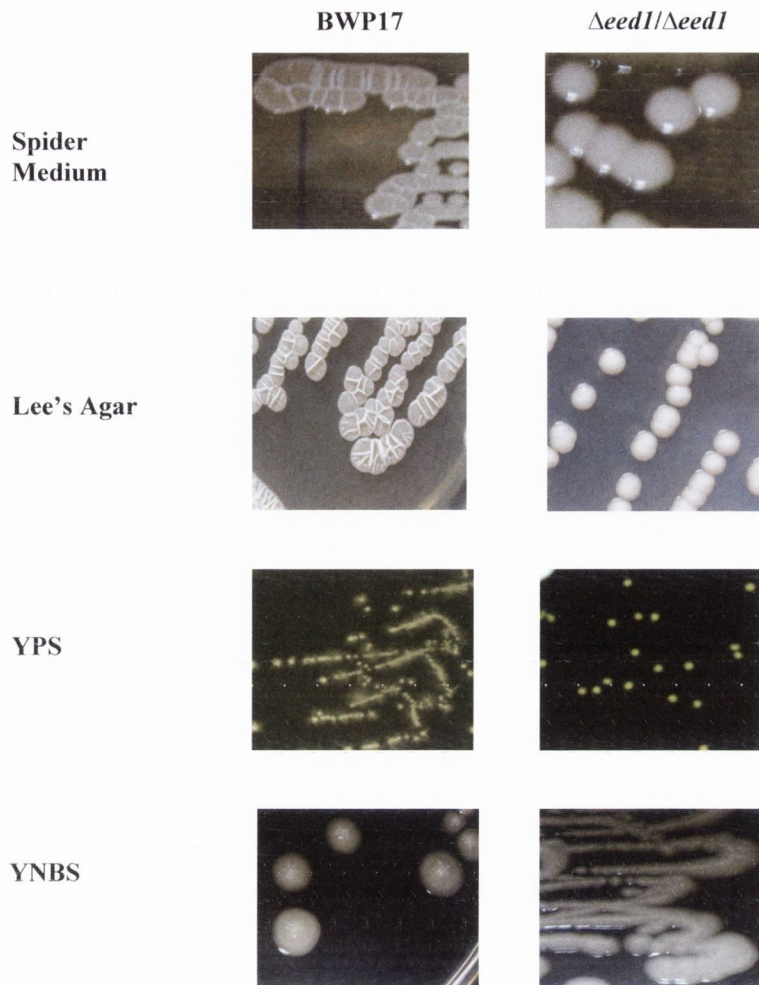 BWP17 Δeed1/Δeed1
Spider
Medium
Lee's Agar
YPS
YNBS